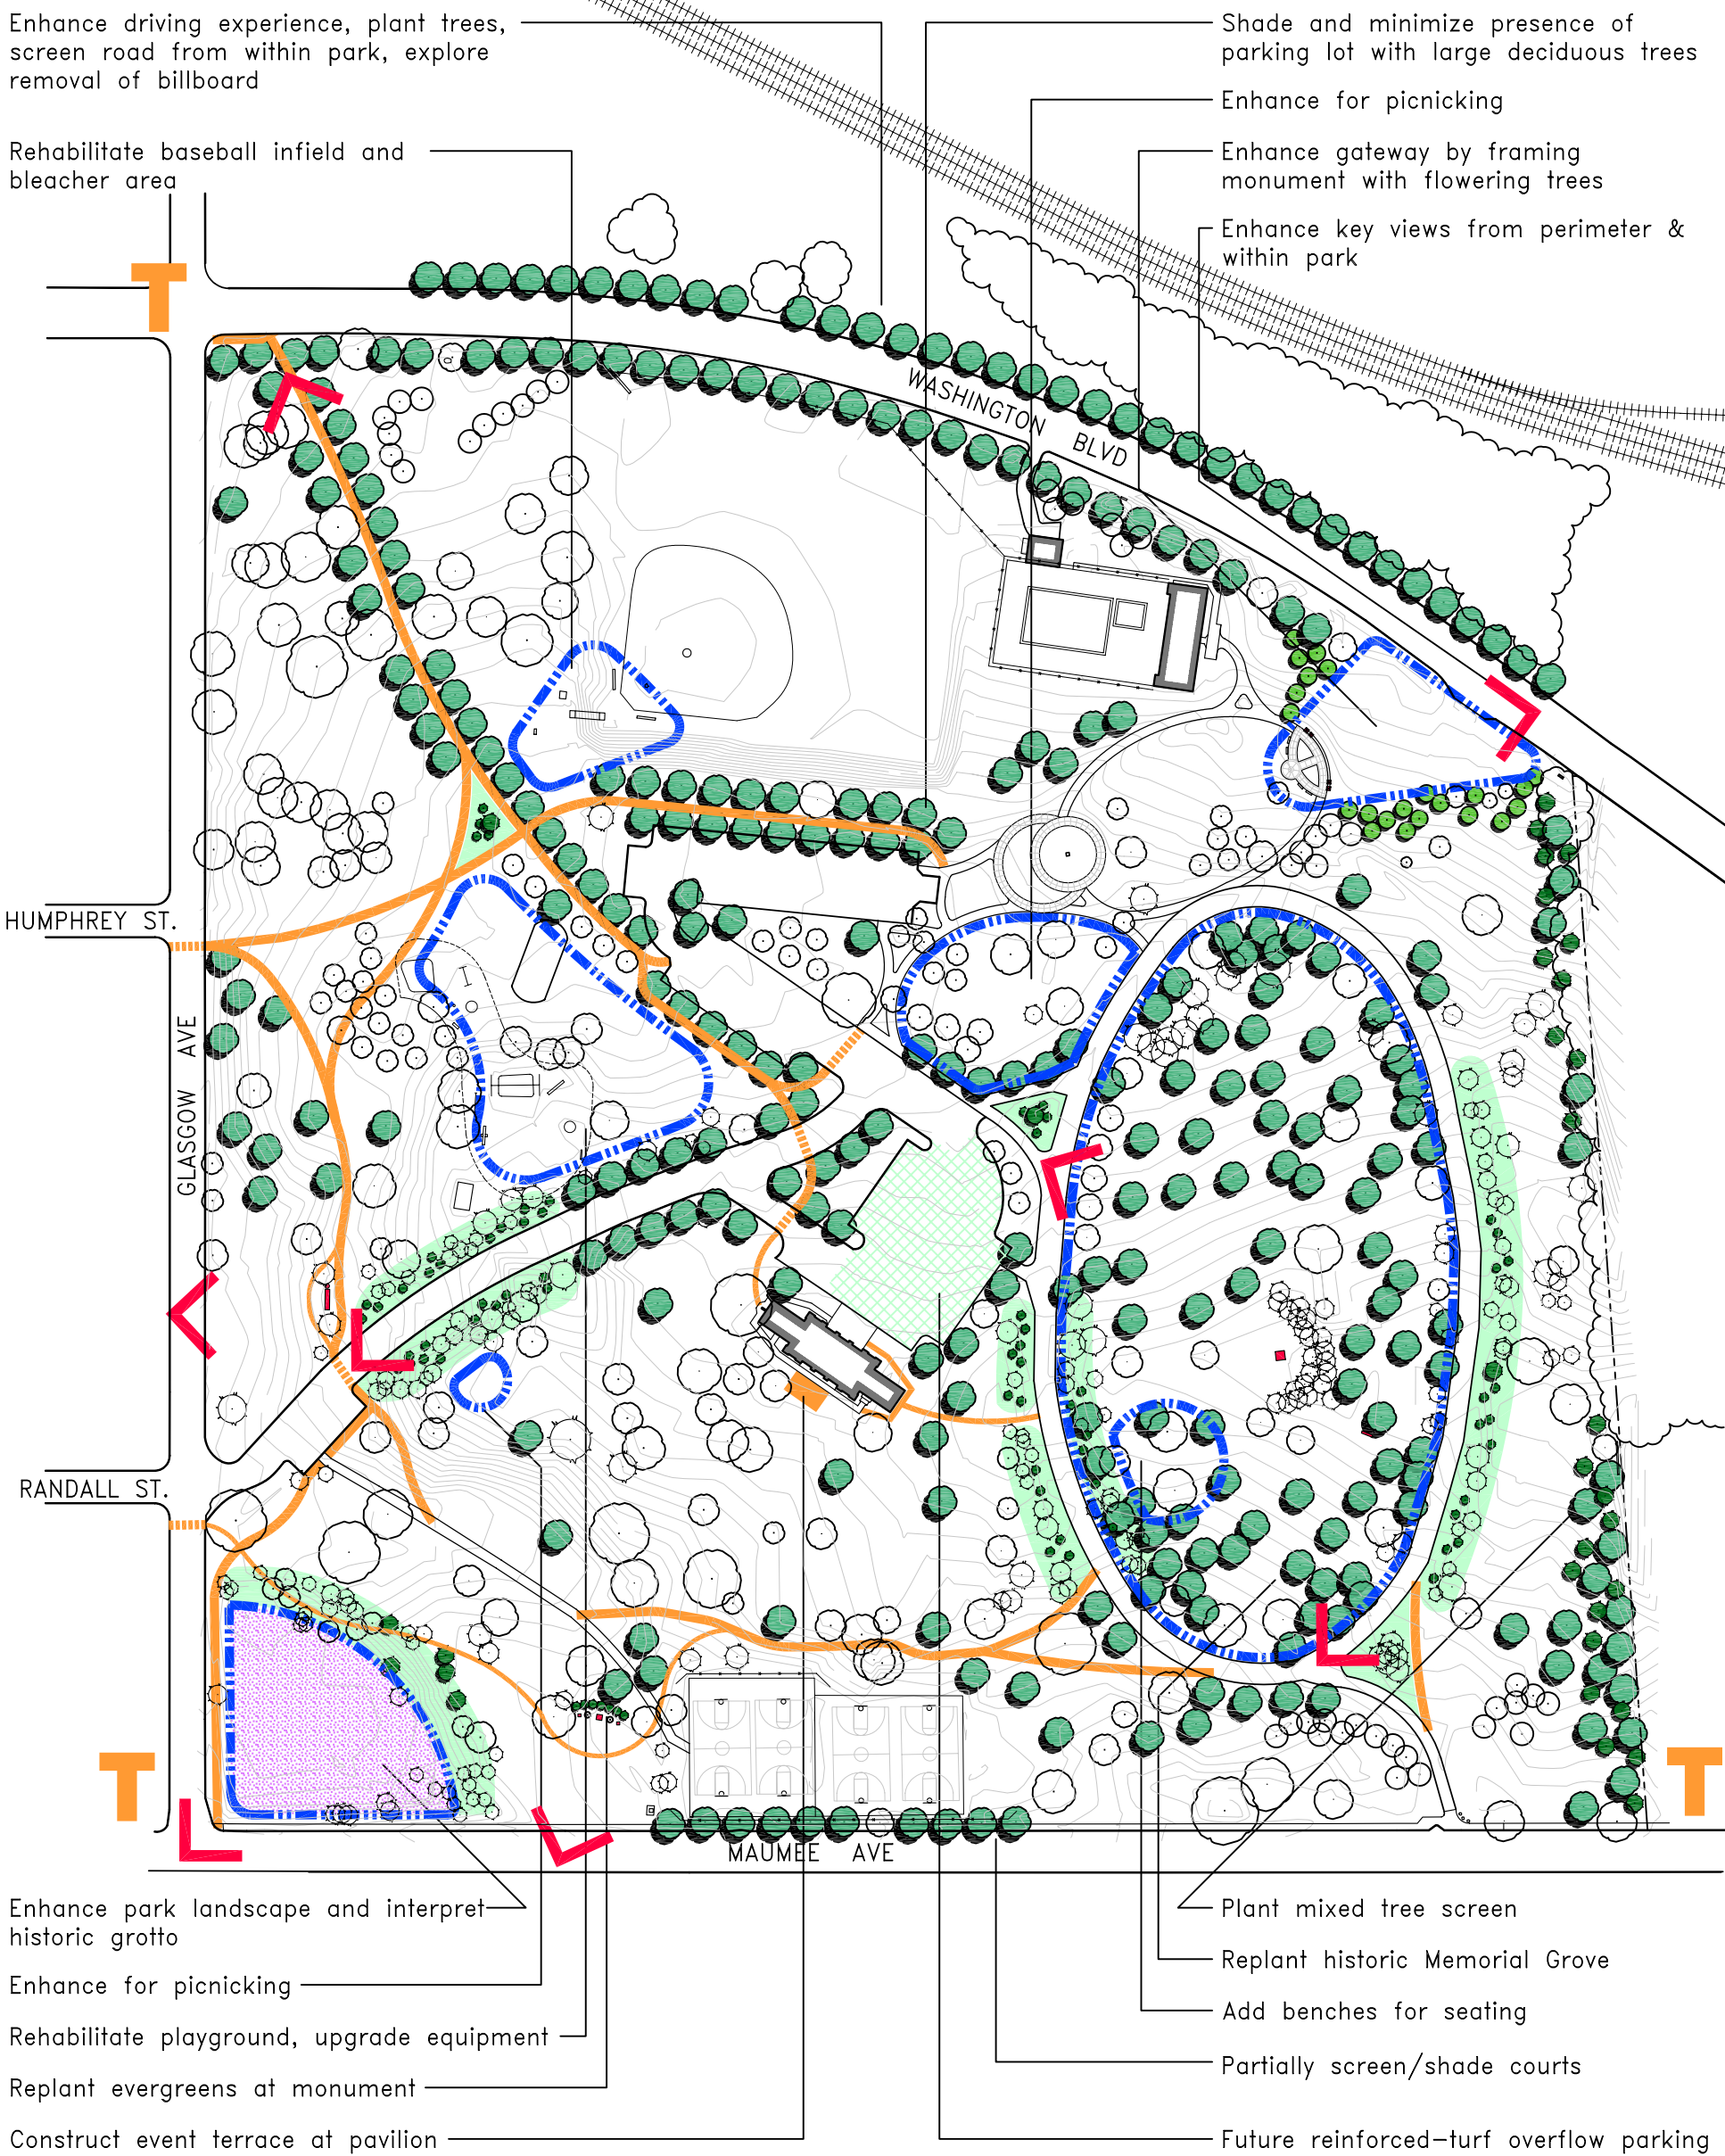 Enhance driving experience, plant trees,
screen road from within park, explore
removal of billboard
Rehabilitate baseball infield and
bleacher area
Shade and minimize presence of
parking lot with large deciduous trees
Enhance for picnicking
Enhance gateway by framing
monument with flowering trees
Enhance key views from perimeter &
within park
T
WASHINGTON BLVD
HUMPHREY ST.
GLASGOW AVE
RANDALL ST.
T
T
MAUMEE AVE
Enhance park landscape and interpret
historic grotto
Enhance for picnicking
Rehabilitate playground, upgrade equipment
Replant evergreens at monument
Construct event terrace at pavilion
Plant mixed tree screen
Replant historic Memorial Grove
Add benches for seating
Partially screen/shade courts
Future reinforced-turf overflow parking